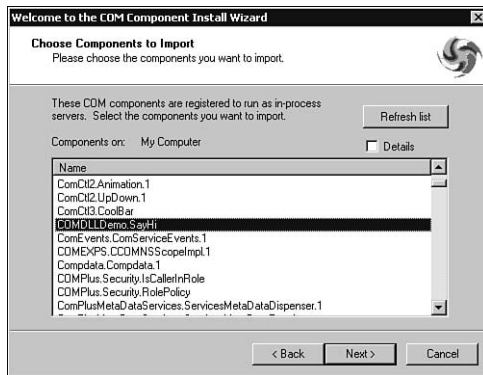 Welcome to the COM Component Install Wizard
Choose Components to Import
Please choose the components you want to import.
These COM components are registered to run as in-process
servers. Select the components you want to import.
Refresh list
Components on: My Computer
Details
Name
ComCtl2.Animation.1
ComCtl2.UpDown.1
ComCtl3.CoolBar
COMDLLDemo.SayHi
ComEvents.ComServiceEvents.1
COMEXPS.CCOMNSScopeImpl.1
Compdata.Compdata.1
COMPlus.Security.IsCallerInRole
COMPlus.Security.RolePolicy
ComPlusMetaDataServices.ServicesMetaDataDispenser.1
< Back
Next >
Cancel